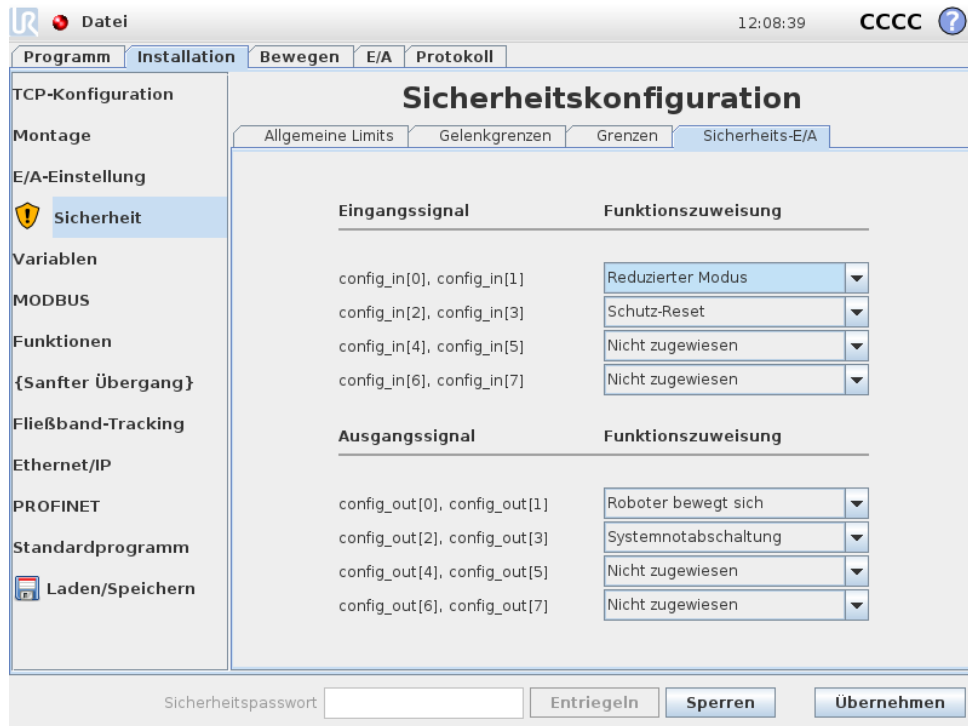 UR Datei 12:08:39 CCCC ?
Programm Installation Bewegen E/A Protokoll
TCP-Konfiguration
Montage
E/A-Einstellung
Sicherheit
Variablen
MODBUS
Funktionen
{Sanfter Übergang}
Fließband-Tracking
Ethernet/IP
PROFINET
Standardprogramm
Laden/Speichern
Sicherheitskonfiguration
Allgemeine Limits Gelenkgrenzen Grenzen Sicherheits-E/A
Eingangssignal Funktionszuweisung
config_in[0], config_in[1] Reduzierter Modus
config_in[2], config_in[3] Schutz-Reset
config_in[4], config_in[5] Nicht zugewiesen
config_in[6], config_in[7] Nicht zugewiesen
Ausgangssignal Funktionszuweisung
config_out[0], config_out[1] Roboter bewegt sich
config_out[2], config_out[3] Systemnotabschaltung
config_out[4], config_out[5] Nicht zugewiesen
config_out[6], config_out[7] Nicht zugewiesen
Sicherheitspasswort Entriegeln Sperren Übernehmen